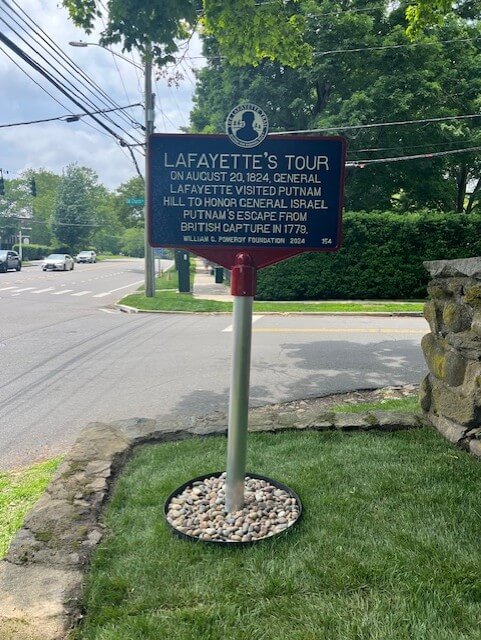 LAFAYETTE'S TOUR
ON AUGUST 20, 1824, GENERAL
LAFAYETTE VISITED PUTNAM
HILL TO HONOR GENERAL ISRAEL
PUTNAM'S ESCAPE FROM
BRITISH CAPTURE IN 1779.
WILLIAM G. POMEROY FOUNDATION 2024 154